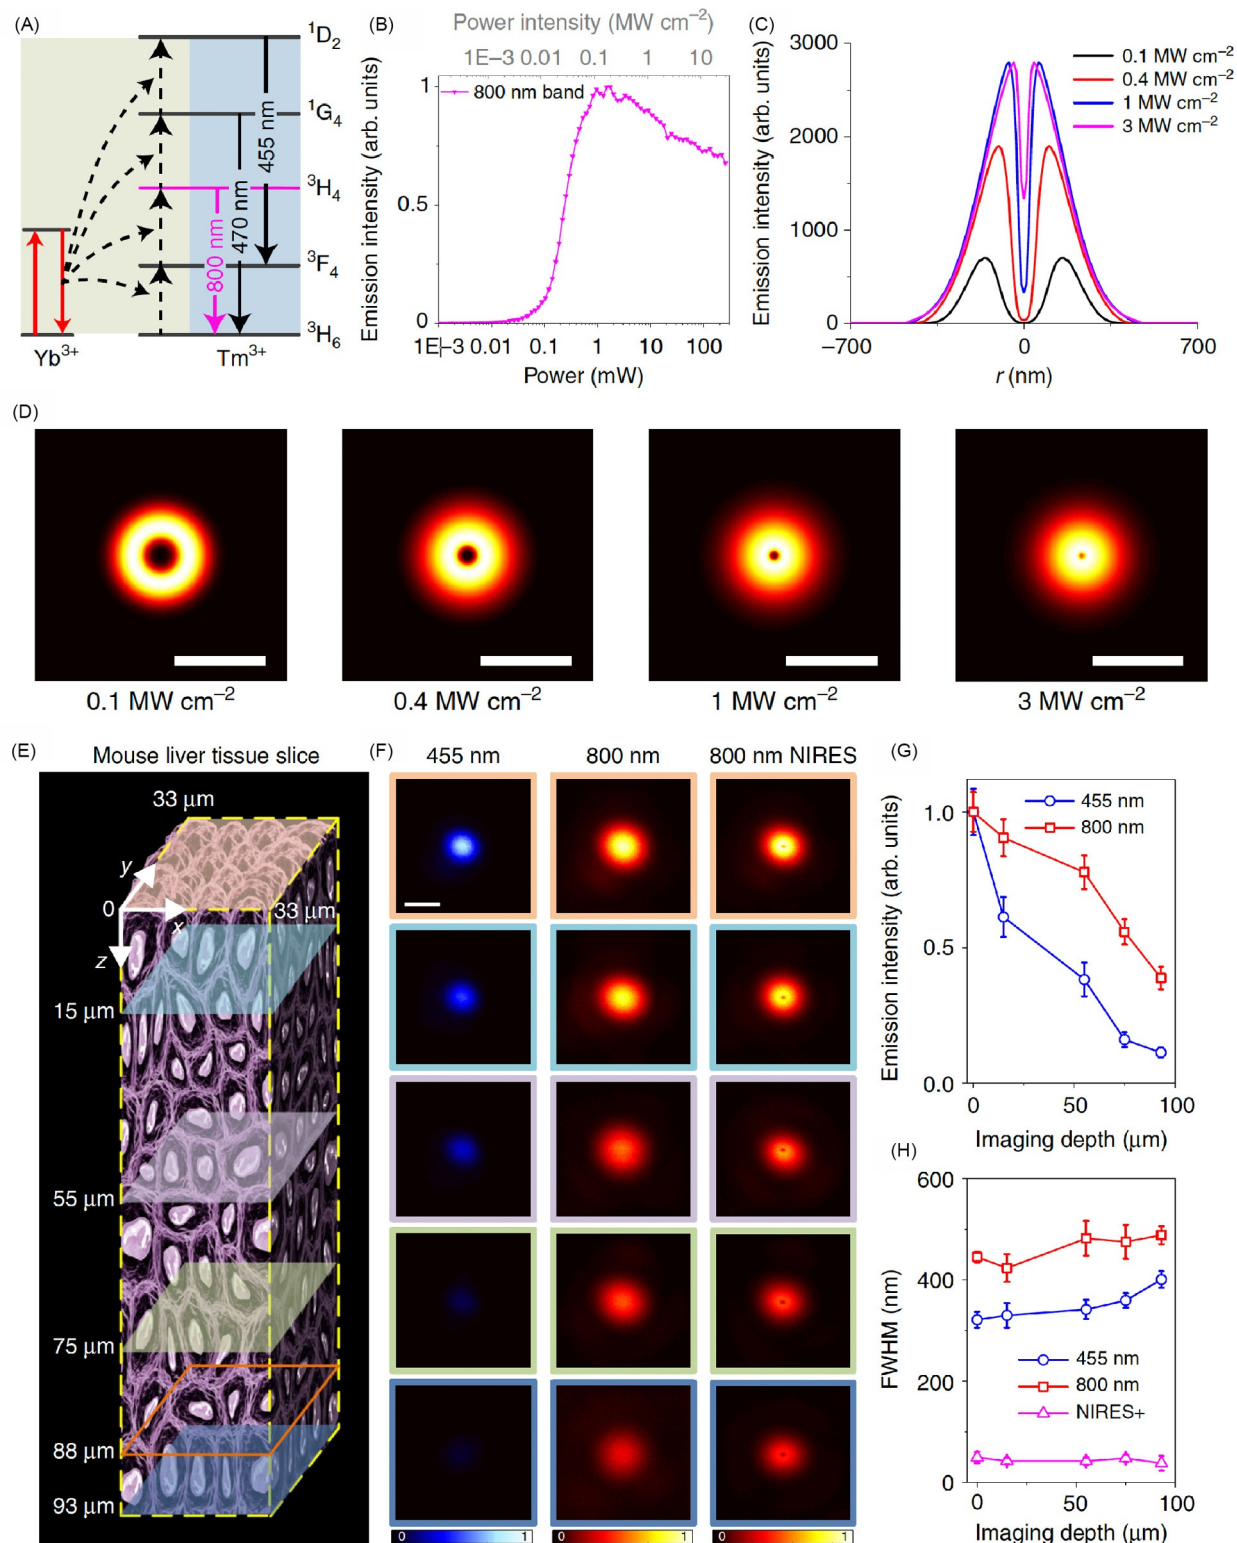 (A)
¹D₂
¹G₄
³H₄
³F₄
³H₆
455 nm
470 nm
800 nm
Yb³⁺
Tm³⁺
(B)
Power intensity (MW cm⁻²)
1E–3 0.01 0.1 1 10
800 nm band
Emission intensity (arb. units)
1
0.5
0
1E–3 0.01 0.1 1 10 100
Power (mW)
(C)
Emission intensity (arb. units)
3000
2000
1000
0
0.1 MW cm⁻²
0.4 MW cm⁻²
1 MW cm⁻²
3 MW cm⁻²
–700 0 700
r (nm)
(D)
0.1 MW cm⁻²
0.4 MW cm⁻²
1 MW cm⁻²
3 MW cm⁻²
(E)
Mouse liver tissue slice
33 μm
y
0
33 μm
x
z
15 μm
55 μm
75 μm
88 μm
93 μm
(F)
455 nm
800 nm
800 nm NIRES
0 1
0 1
0 1
(G)
Emission intensity (arb. units)
1.0
0.5
0.0
455 nm
800 nm
0 50 100
Imaging depth (μm)
(H)
FWHM (nm)
600
400
200
0
455 nm
800 nm
NIRES+
0 50 100
Imaging depth (μm)